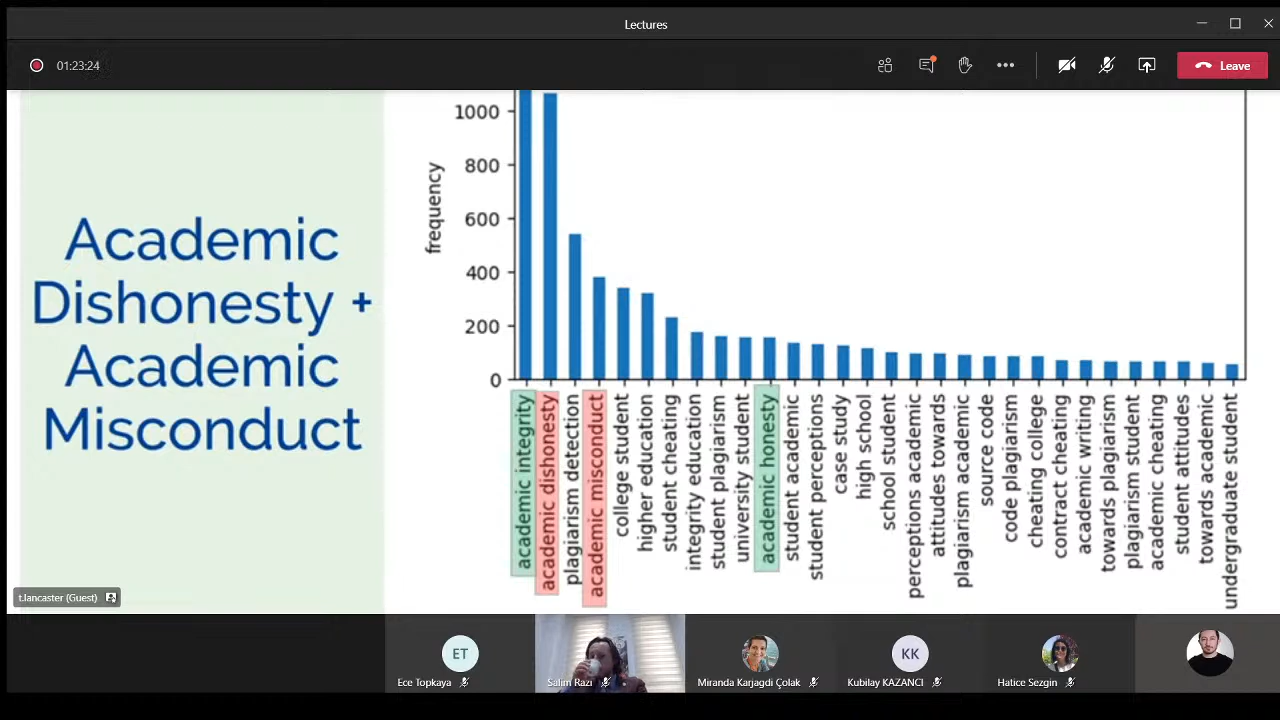 Lectures
01:23:24
Leave
Academic
Dishonesty +
Academic
Misconduct
frequency
1000
800
600
400
200
0
academic integrity
academic dishonesty
plagiarism detection
academic misconduct
college student
higher education
student cheating
integrity education
student plagiarism
university student
academic honesty
student academic
student perceptions
case study
high school
school student
perceptions academic
attitudes towards
plagiarism academic
source code
code plagiarism
cheating college
contract cheating
academic writing
towards plagiarism
plagiarism student
academic cheating
student attitudes
towards academic
undergraduate student
t.lancaster (Guest)
ET
KK
Ece Topkaya
Salim Razı
Miranda Karjagdi Çolak
Kubilay KAZANCI
Hatice Sezgin